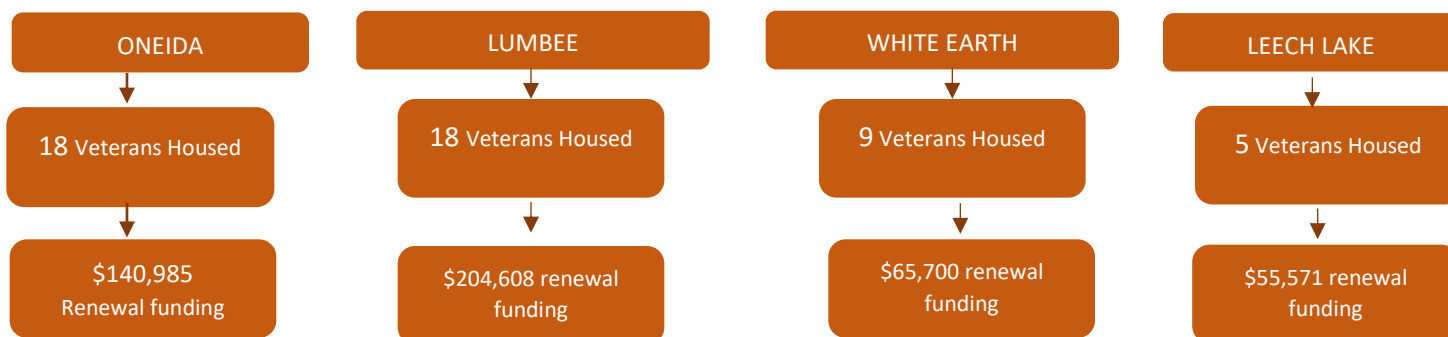 ONEIDA
18 Veterans Housed
$140,985
Renewal funding
LUMBEE
18 Veterans Housed
$204,608 renewal
funding
WHITE EARTH
9 Veterans Housed
$65,700 renewal
funding
LEECH LAKE
5 Veterans Housed
$55,571 renewal
funding